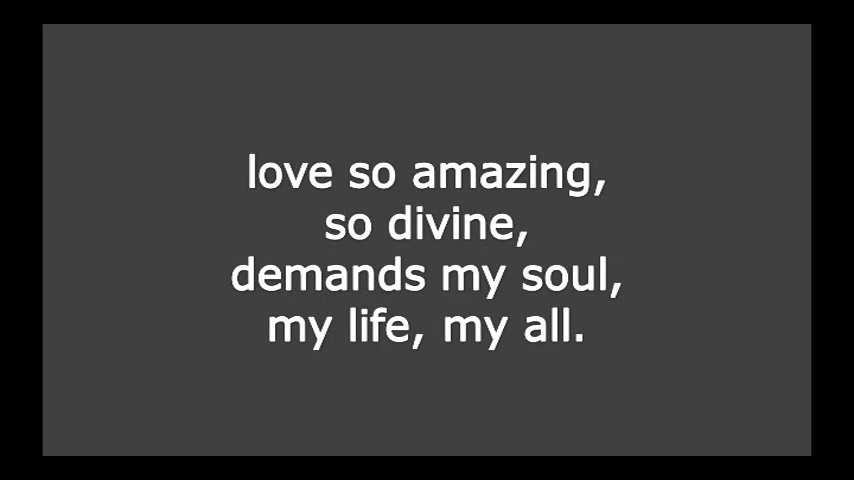 love so amazing,
so divine,
demands my soul,
my life, my all.